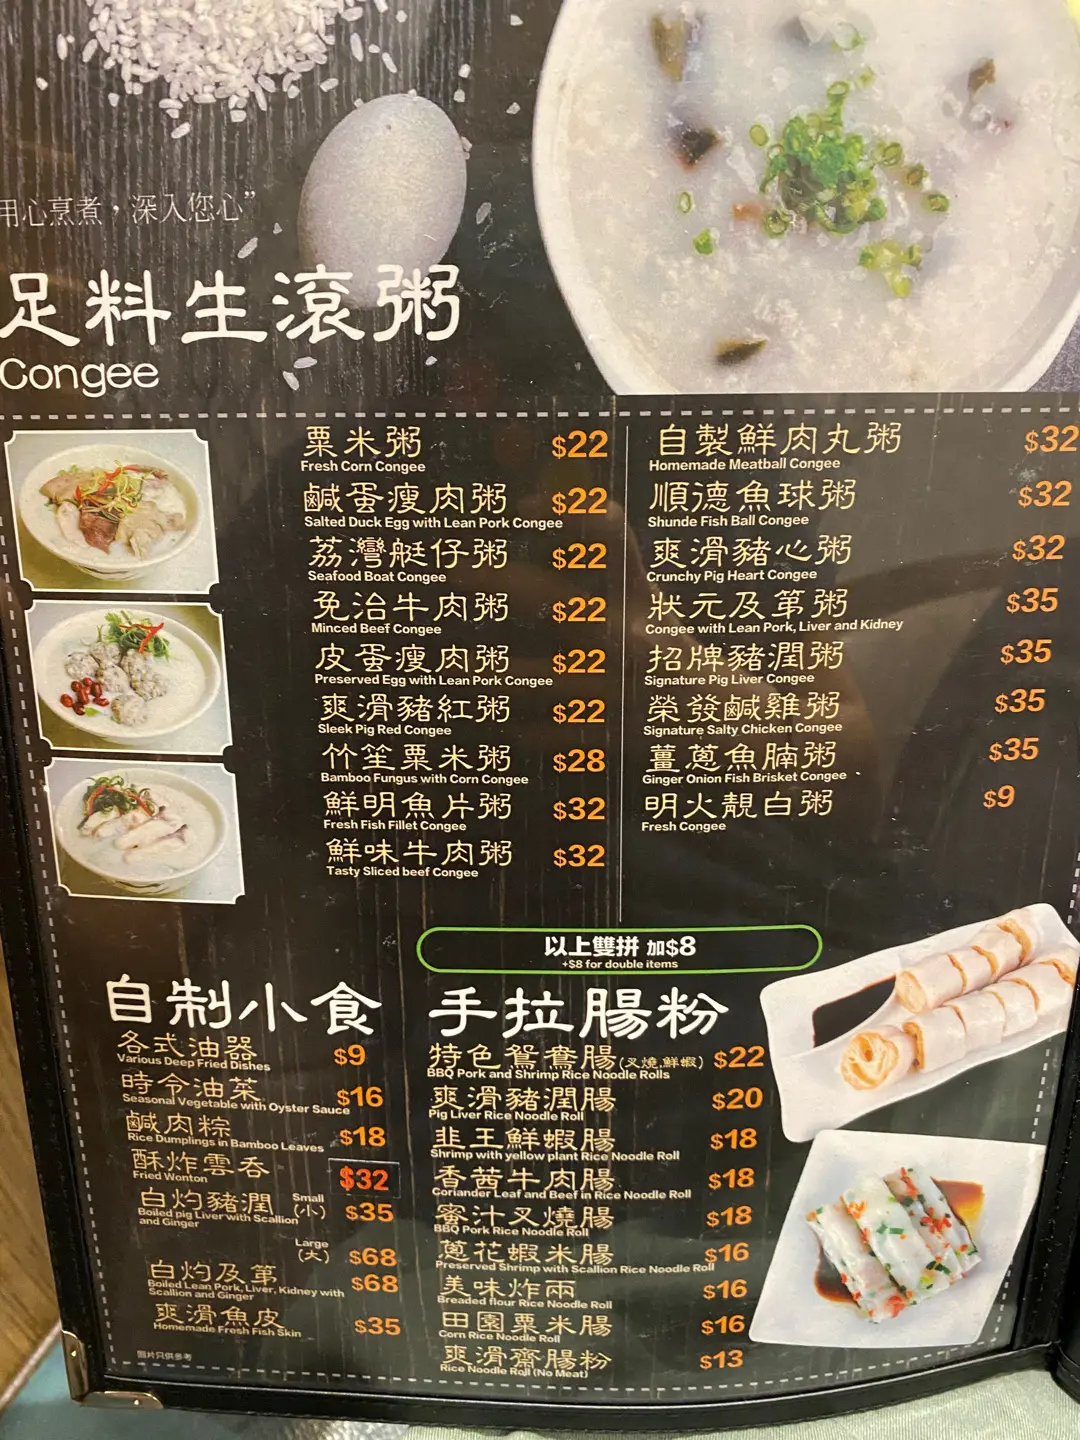 用心烹煮，深入您心”
足料生滾粥
Congee
粟米粥 $22
Fresh Corn Congee
鹹蛋瘦肉粥 $22
Salted Duck Egg with Lean Pork Congee
荔灣艇仔粥 $22
Seafood Boat Congee
免治牛肉粥 $22
Minced Beef Congee
皮蛋瘦肉粥 $22
Preserved Egg with Lean Pork Congee
爽滑豬紅粥 $22
Sleek Pig Red Congee
竹笙粟米粥 $28
Bamboo Fungus with Corn Congee
鮮明魚片粥 $32
Fresh Fish Fillet Congee
鮮味牛肉粥 $32
Tasty Sliced beef Congee
自製鮮肉丸粥 $32
Homemade Meatball Congee
順德魚球粥 $32
Shunde Fish Ball Congee
爽滑豬心粥 $32
Crunchy Pig Heart Congee
狀元及第粥 $35
Congee with Lean Pork, Liver and Kidney
招牌豬潤粥 $35
Signature Pig Liver Congee
榮發鹹雞粥 $35
Signature Salty Chicken Congee
薑蔥魚腩粥 $35
Ginger Onion Fish Brisket Congee
明火靚白粥 $9
Fresh Congee
以上雙拼 加$8
+$8 for double items
自制小食
各式油器 $9
Various Deep Fried Dishes
時令油菜 $16
Seasonal Vegetable with Oyster Sauce
鹹肉粽 $18
Rice Dumplings in Bamboo Leaves
酥炸雲吞 $32
Fried Wonton
白灼豬潤 Small (小) $35
Boiled pig Liver with Scallion
and Ginger
Large (大) $68
白灼及第 $68
Boiled Lean Pork, Liver, Kidney with
Scallion and Ginger
爽滑魚皮 $35
Homemade Fresh Fish Skin
圖片只供參考
手拉腸粉
特色鴛鴦腸(叉燒,鮮蝦) $22
BBQ Pork and Shrimp Rice Noodle Rolls
爽滑豬潤腸 $20
Pig Liver Rice Noodle Roll
韭王鮮蝦腸 $18
Shrimp with yellow plant Rice Noodle Roll
香茜牛肉腸 $18
Coriander Leaf and Beef in Rice Noodle Roll
蜜汁叉燒腸 $18
BBQ Pork Rice Noodle Roll
蔥花蝦米腸 $16
Preserved Shrimp with Scallion Rice Noodle Roll
美味炸兩 $16
Breaded flour Rice Noodle Roll
田園粟米腸 $16
Corn Rice Noodle Roll
爽滑齋腸粉 $13
Rice Noodle Roll (No Meat)